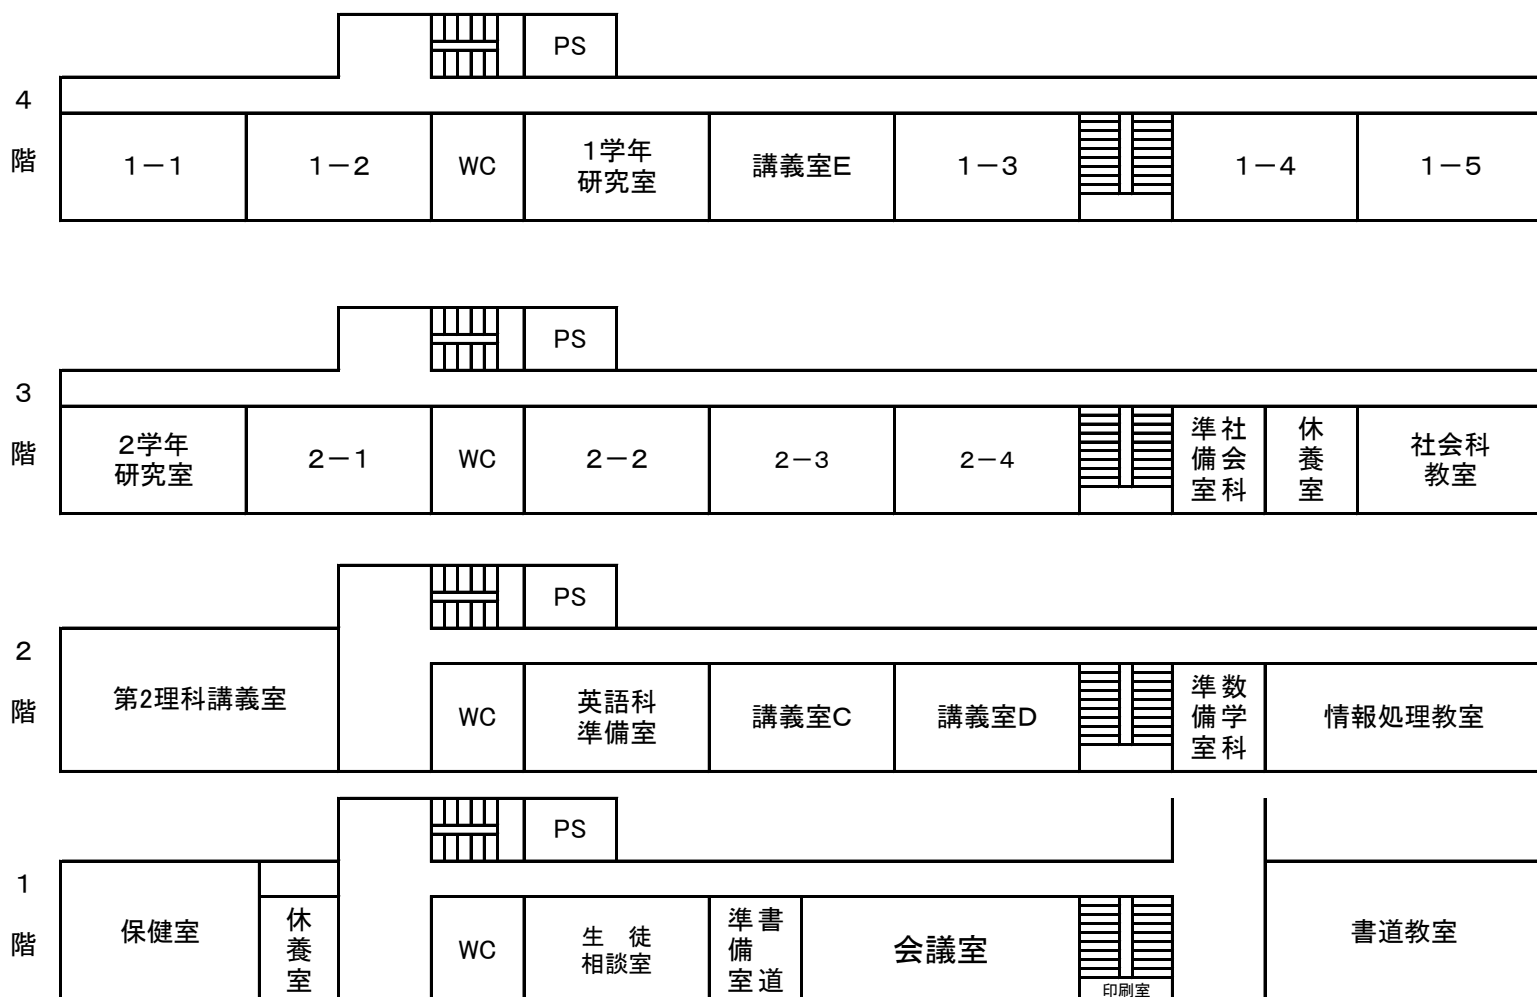 PS
4
階
1－1
1－2
WC
1学年
研究室
講義室E
1－3
1－4
1－5
PS
3
階
2学年
研究室
2－1
WC
2－2
2－3
2－4
社会科
準備室
休養室
社会科
教室
PS
2
階
第2理科講義室
WC
英語科
準備室
講義室C
講義室D
数学科
準備室
情報処理教室
PS
1
階
保健室
休養室
WC
生　徒
相談室
書道
準備室
会議室
印刷室
書道教室